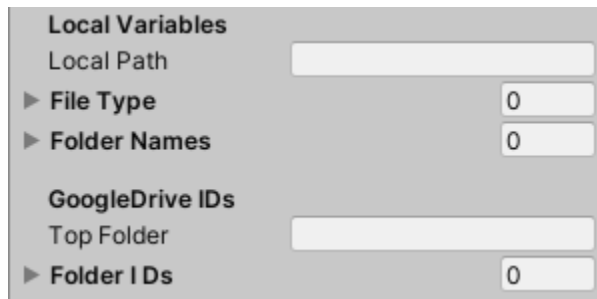 Local Variables
Local Path
File Type 0
Folder Names 0
GoogleDrive IDs
Top Folder
Folder I Ds 0